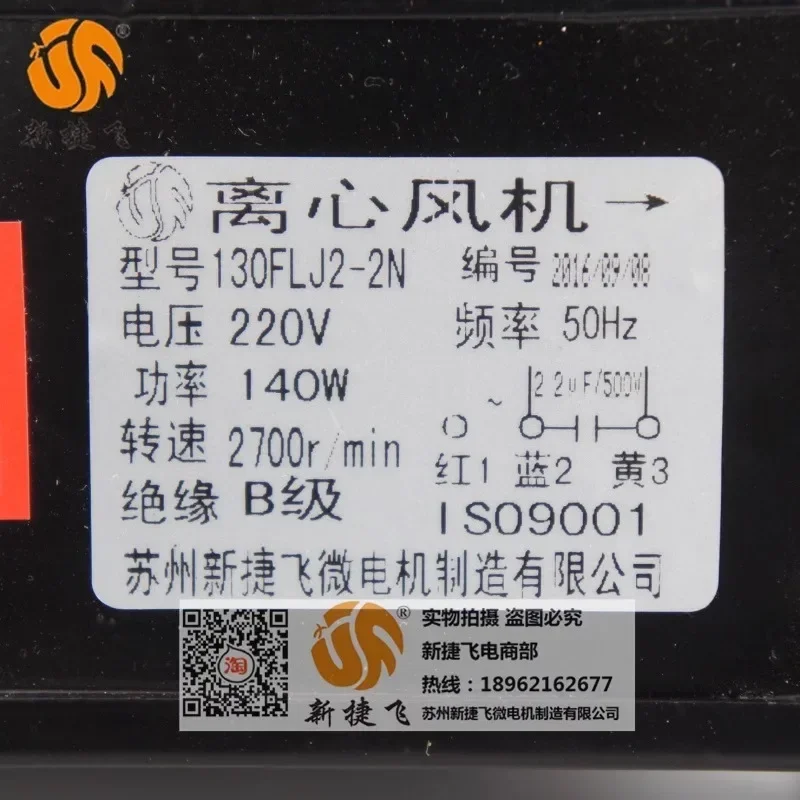 新捷飞
离心风机→
型号130FLJ2-2N 编号 2016/09/08
电压 220V 频率 50Hz
功率 140W 2 2uF/500V
~
转速 2700r/min
红1 蓝2 黄3
绝缘 B级 ISO9001
苏州新捷飞微电机制造有限公司
淘
新捷飞®
实物拍摄 盗图必究
新捷飞电商部
热线：18962162677
苏州新捷飞微电机制造有限公司